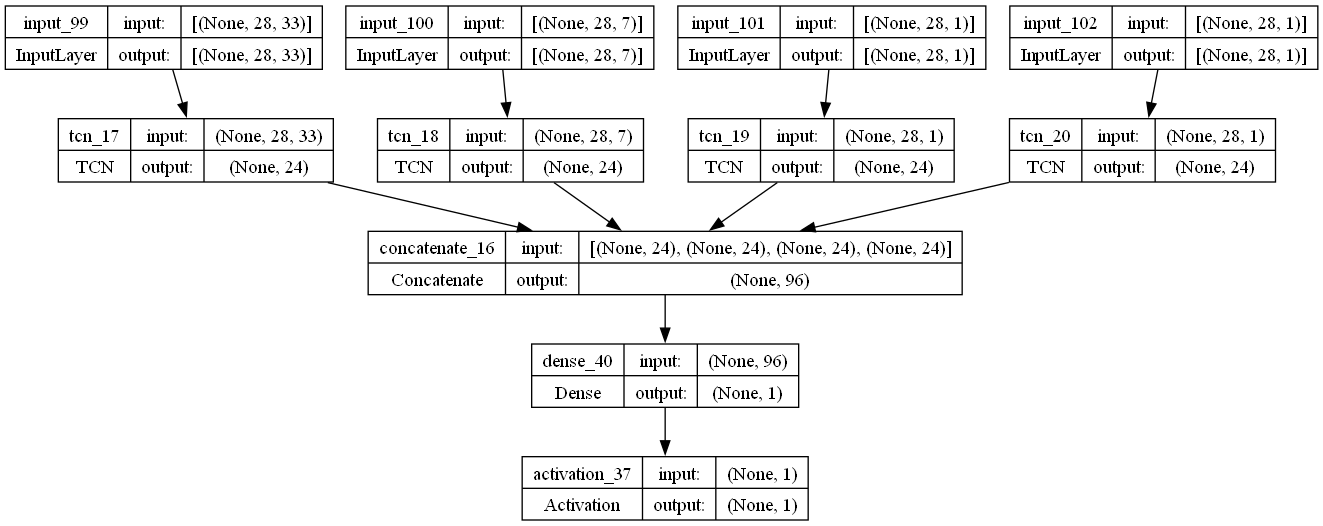 input_99 input: [(None, 28, 33)]
InputLayer output: [(None, 28, 33)]
input_100 input: [(None, 28, 7)]
InputLayer output: [(None, 28, 7)]
input_101 input: [(None, 28, 1)]
InputLayer output: [(None, 28, 1)]
input_102 input: [(None, 28, 1)]
InputLayer output: [(None, 28, 1)]
tcn_17 input: (None, 28, 33)
TCN output: (None, 24)
tcn_18 input: (None, 28, 7)
TCN output: (None, 24)
tcn_19 input: (None, 28, 1)
TCN output: (None, 24)
tcn_20 input: (None, 28, 1)
TCN output: (None, 24)
concatenate_16 input: [(None, 24), (None, 24), (None, 24), (None, 24)]
Concatenate output: (None, 96)
dense_40 input: (None, 96)
Dense output: (None, 1)
activation_37 input: (None, 1)
Activation output: (None, 1)